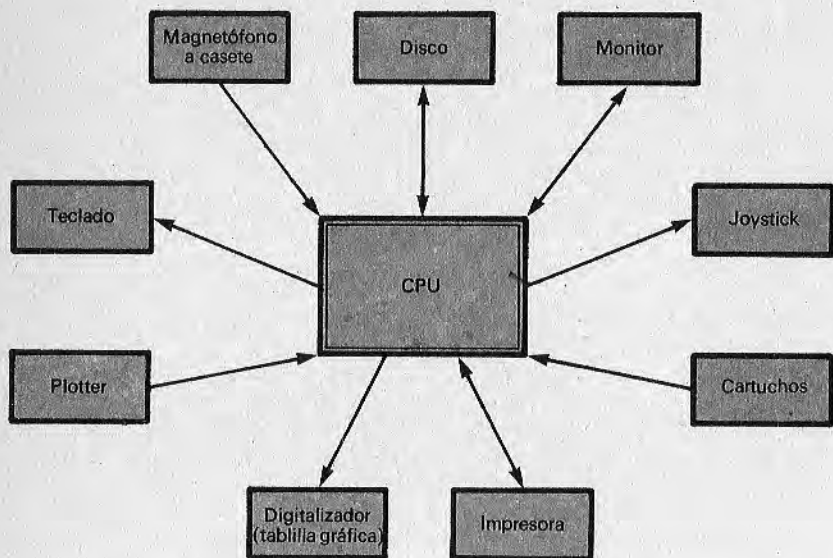 Magnetófono
a casete
Disco
Monitor
Teclado
CPU
Joystick
Plotter
Cartuchos
Digitalizador
(tablilla gráfica)
Impresora